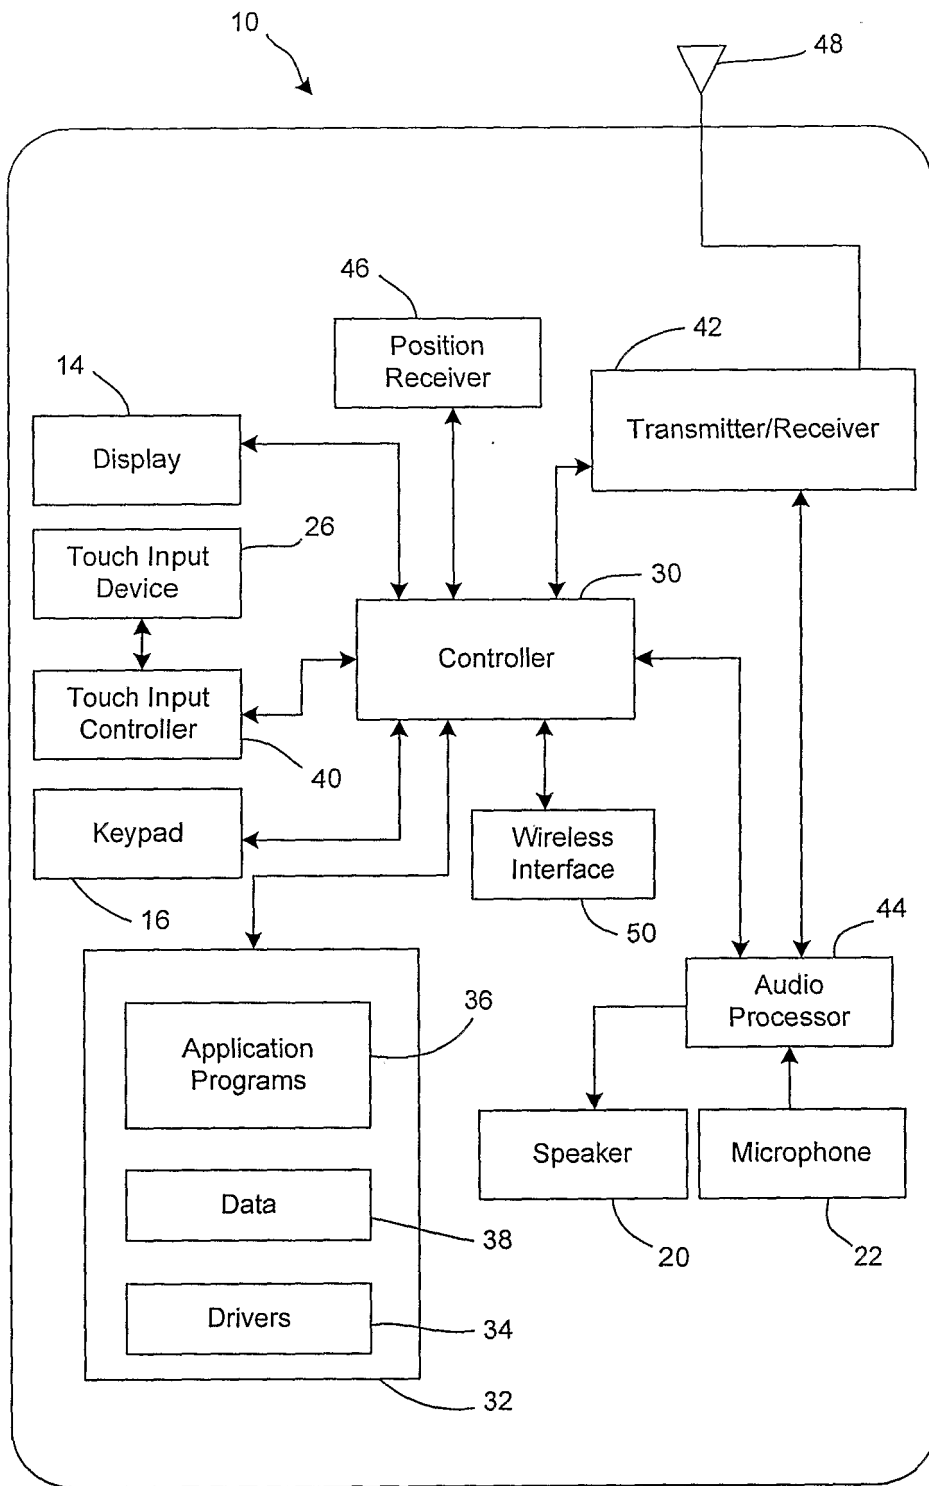 10
48
46
Position
Receiver
42
Transmitter/Receiver
14
Display
26
Touch Input
Device
30
Controller
Touch Input
Controller
40
Keypad
16
Wireless
Interface
50
44
Audio
Processor
36
Application
Programs
Speaker
20
Microphone
22
Data
38
Drivers
34
32